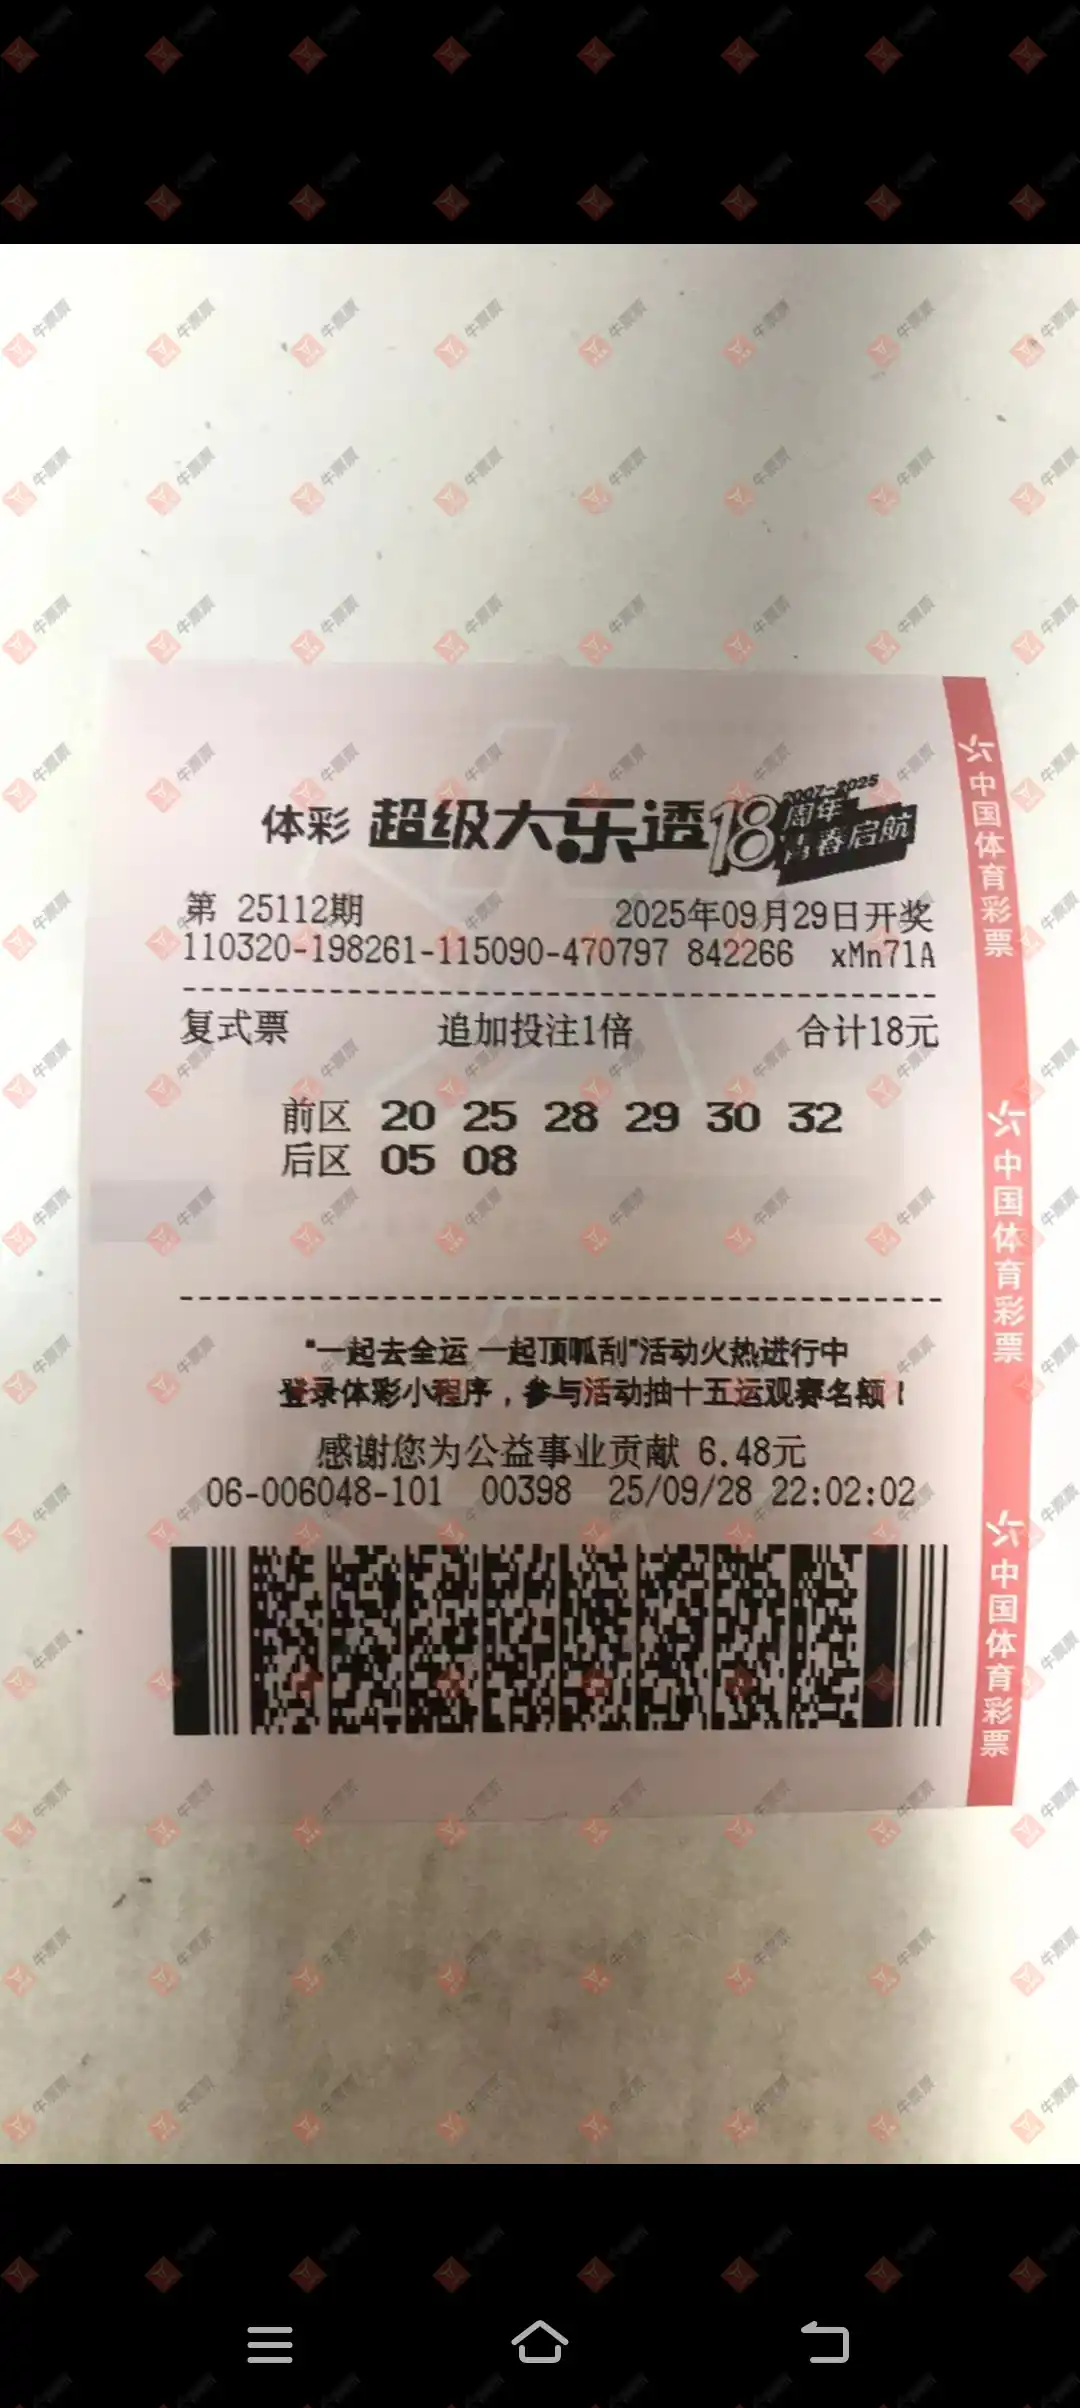 体彩 超级大乐透 18 2007-2025 周年 青春启航
第 25112期 2025年09月29日开奖
110320-198261-115090-470797 842266 xMn71A
复式票 追加投注1倍 合计18元
前区 20 25 28 29 30 32
后区 05 08
"一起去全运 一起顶呱刮"活动火热进行中
登录体彩小程序，参与活动抽十五运观赛名额！
感谢您为公益事业贡献 6.48元
06-006048-101 00398 25/09/28 22:02:02
中国体育彩票
中国体育彩票
中国体育彩票
牛票票